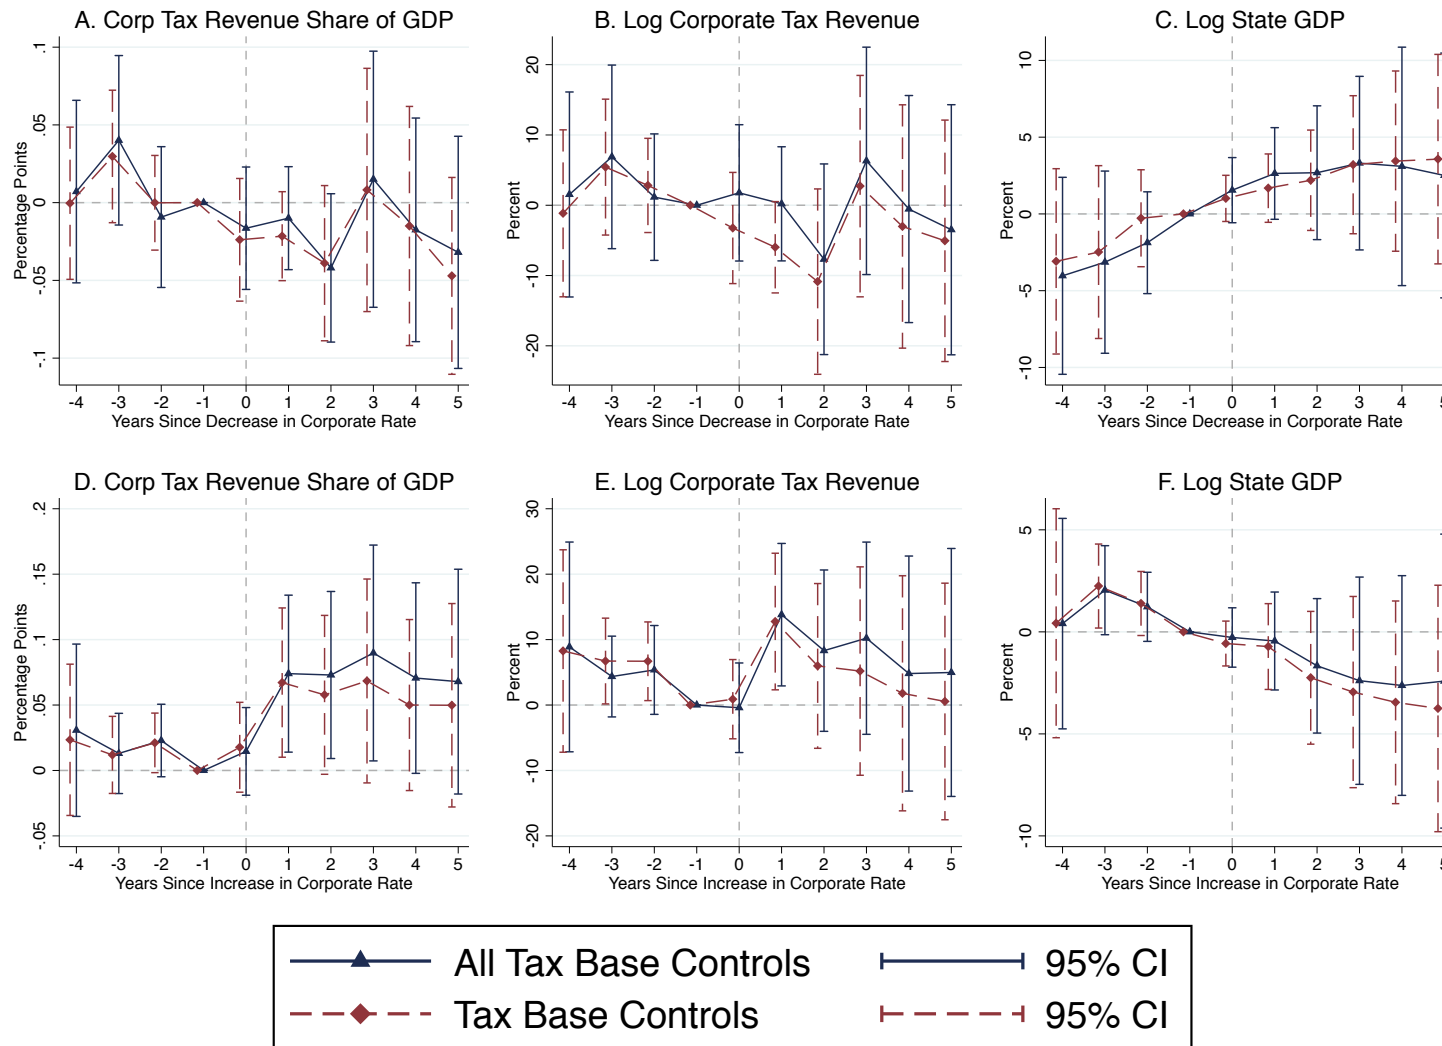 A. Corp Tax Revenue Share of GDP
Percentage Points
.1
.05
0
-.05
-.1
-4 -3 -2 -1 0 1 2 3 4 5
Years Since Decrease in Corporate Rate
B. Log Corporate Tax Revenue
Percent
20
10
0
-10
-20
-4 -3 -2 -1 0 1 2 3 4 5
Years Since Decrease in Corporate Rate
C. Log State GDP
Percent
10
5
0
-5
-10
-4 -3 -2 -1 0 1 2 3 4 5
Years Since Decrease in Corporate Rate
D. Corp Tax Revenue Share of GDP
Percentage Points
.2
.15
.1
.05
0
-.05
-4 -3 -2 -1 0 1 2 3 4 5
Years Since Increase in Corporate Rate
E. Log Corporate Tax Revenue
Percent
30
20
10
0
-10
-20
-4 -3 -2 -1 0 1 2 3 4 5
Years Since Increase in Corporate Rate
F. Log State GDP
Percent
5
0
-5
-10
-4 -3 -2 -1 0 1 2 3 4 5
Years Since Increase in Corporate Rate
All Tax Base Controls 95% CI
Tax Base Controls 95% CI